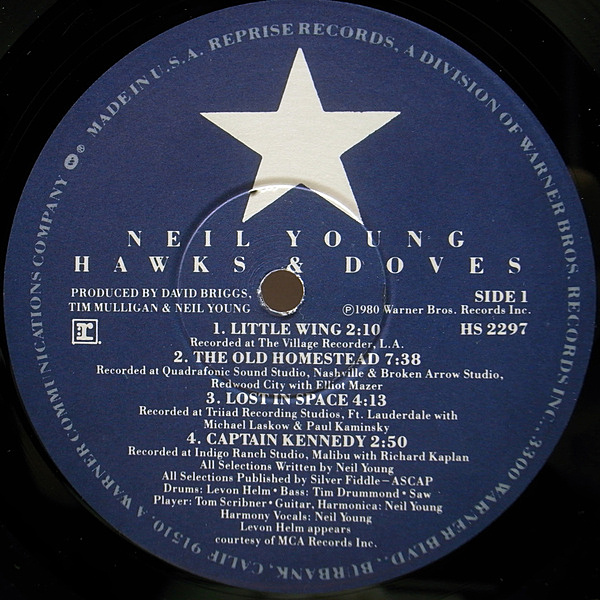 MADE IN U.S.A. REPRISE RECORDS, A DIVISION OF WARNER BROS. RECORDS INC., 3300 WARNER BLVD., BURBANK, CALIF. 91510. A WARNER COMMUNICATIONS COMPANY
NEIL YOUNG
HAWKS & DOVES
PRODUCED BY DAVID BRIGGS,
TIM MULLIGAN & NEIL YOUNG
r:
SIDE 1
℗1980 Warner Bros. Records Inc.
HS 2297
1. LITTLE WING 2:10
Recorded at The Village Recorder, L.A.
2. THE OLD HOMESTEAD 7:38
Recorded at Quadrafonic Sound Studio, Nashville & Broken Arrow Studio,
Redwood City with Elliot Mazer
3. LOST IN SPACE 4:13
Recorded at Triiad Recording Studios, Ft. Lauderdale with
Michael Laskow & Paul Kaminsky
4. CAPTAIN KENNEDY 2:50
Recorded at Indigo Ranch Studio, Malibu with Richard Kaplan
All Selections Written by Neil Young
All Selections Published by Silver Fiddle—ASCAP
Drums: Levon Helm • Bass: Tim Drummond • Saw
Player: Tom Scribner • Guitar, Harmonica: Neil Young
Harmony Vocals: Neil Young
Levon Helm appears
courtesy of MCA Records Inc.